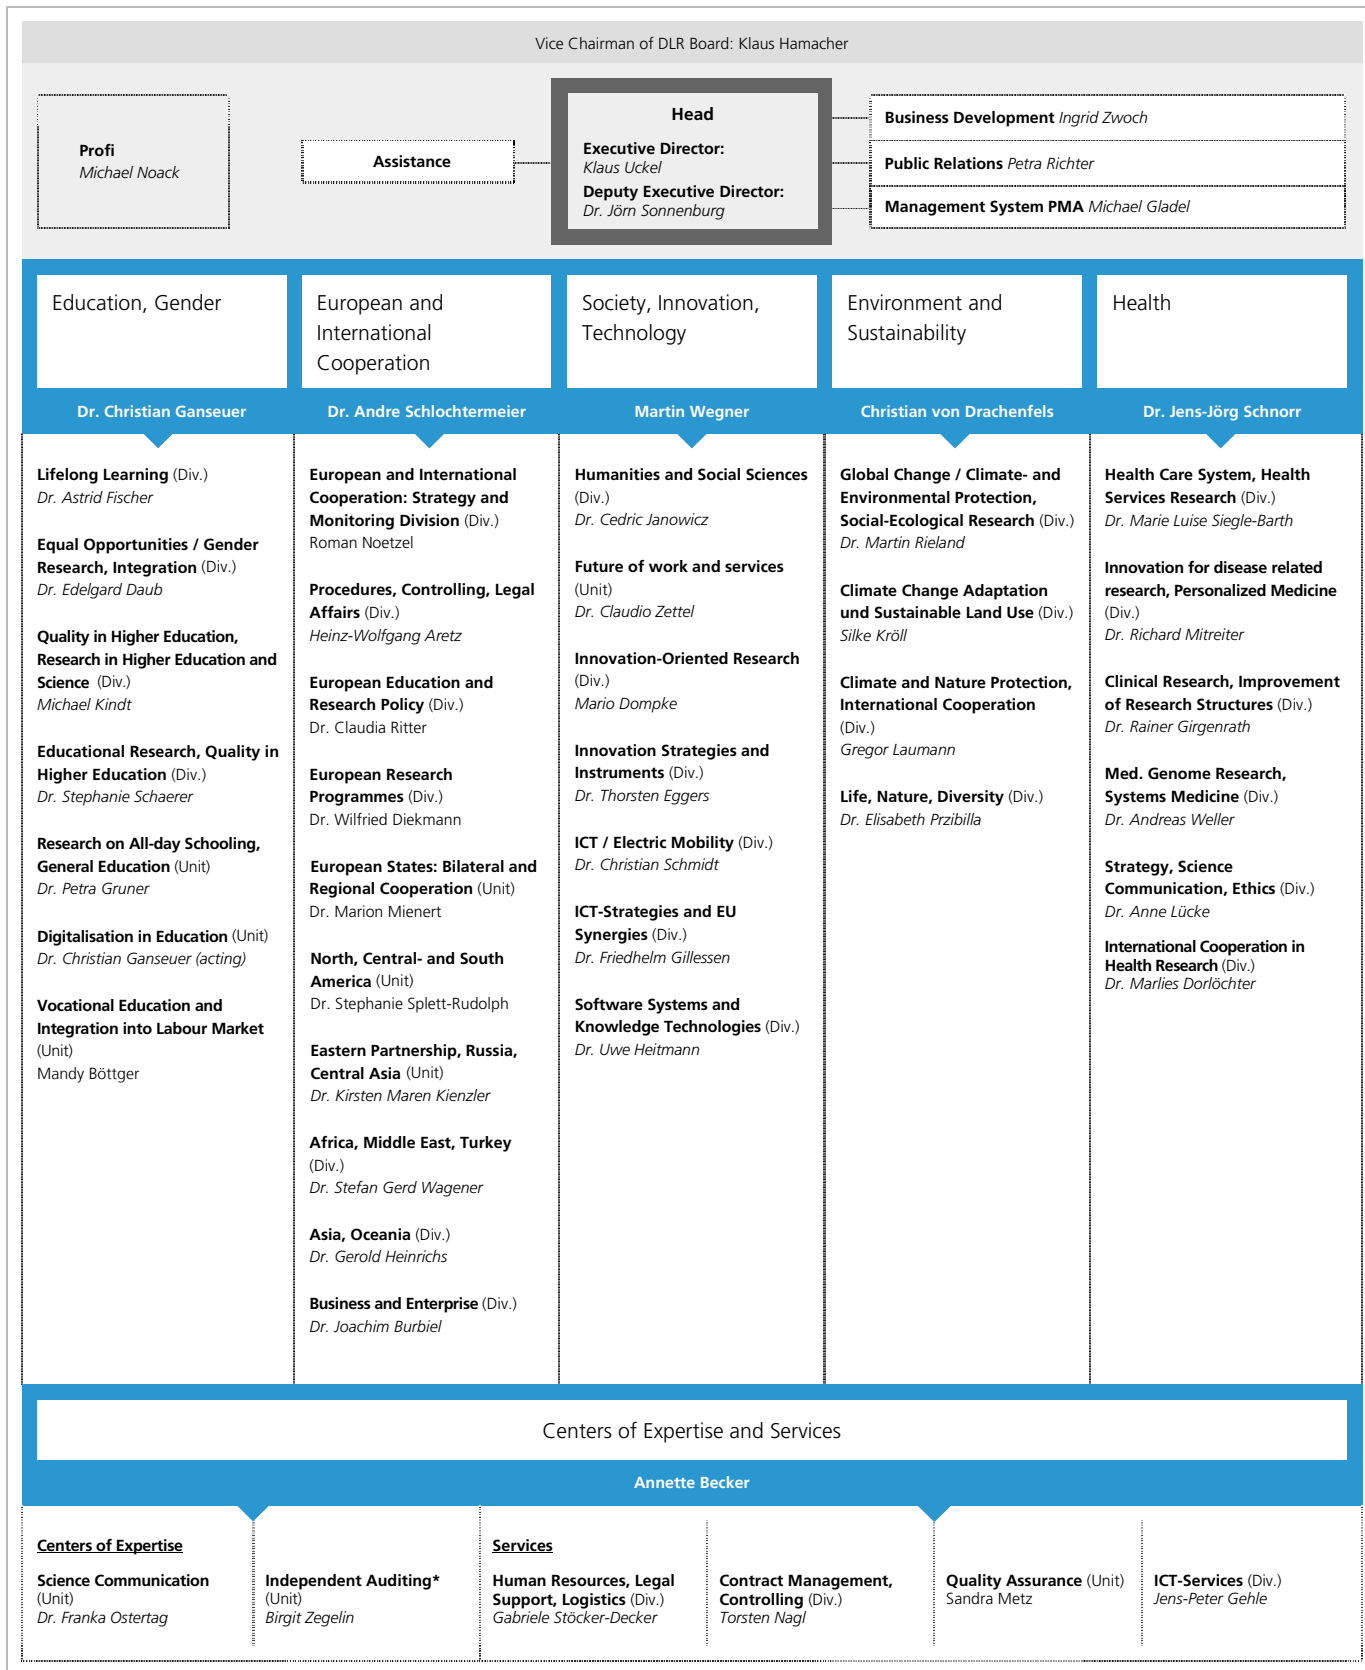 Vice Chairman of DLR Board: Klaus Hamacher
Profi
Michael Noack
Assistance
Head
Executive Director:
Klaus Uckel
Deputy Executive Director:
Dr. Jörn Sonnenburg
Business Development Ingrid Zwoch
Public Relations Petra Richter
Management System PMA Michael Gladel
Education, Gender
Dr. Christian Ganseuer
Lifelong Learning (Div.)
Dr. Astrid Fischer
Equal Opportunities / Gender
Research, Integration (Div.)
Dr. Edelgard Daub
Quality in Higher Education,
Research in Higher Education and
Science (Div.)
Michael Kindt
Educational Research, Quality in
Higher Education (Div.)
Dr. Stephanie Schaerer
Research on All-day Schooling,
General Education (Unit)
Dr. Petra Gruner
Digitalisation in Education (Unit)
Dr. Christian Ganseuer (acting)
Vocational Education and
Integration into Labour Market
(Unit)
Mandy Böttger
European and
International
Cooperation
Dr. Andre Schlochtermeier
European and International
Cooperation: Strategy and
Monitoring Division (Div.)
Roman Noetzel
Procedures, Controlling, Legal
Affairs (Div.)
Heinz-Wolfgang Aretz
European Education and
Research Policy (Div.)
Dr. Claudia Ritter
European Research
Programmes (Div.)
Dr. Wilfried Diekmann
European States: Bilateral and
Regional Cooperation (Unit)
Dr. Marion Mienert
North, Central- and South
America (Unit)
Dr. Stephanie Splett-Rudolph
Eastern Partnership, Russia,
Central Asia (Unit)
Dr. Kirsten Maren Kienzler
Africa, Middle East, Turkey
(Div.)
Dr. Stefan Gerd Wagener
Asia, Oceania (Div.)
Dr. Gerold Heinrichs
Business and Enterprise (Div.)
Dr. Joachim Burbiel
Society, Innovation,
Technology
Martin Wegner
Humanities and Social Sciences
(Div.)
Dr. Cedric Janowicz
Future of work and services
(Unit)
Dr. Claudio Zettel
Innovation-Oriented Research
(Div.)
Mario Dompke
Innovation Strategies and
Instruments (Div.)
Dr. Thorsten Eggers
ICT / Electric Mobility (Div.)
Dr. Christian Schmidt
ICT-Strategies and EU
Synergies (Div.)
Dr. Friedhelm Gillessen
Software Systems and
Knowledge Technologies (Div.)
Dr. Uwe Heitmann
Environment and
Sustainability
Christian von Drachenfels
Global Change / Climate- and
Environmental Protection,
Social-Ecological Research (Div.)
Dr. Martin Rieland
Climate Change Adaptation
und Sustainable Land Use (Div.)
Silke Kröll
Climate and Nature Protection,
International Cooperation
(Div.)
Gregor Laumann
Life, Nature, Diversity (Div.)
Dr. Elisabeth Przibilla
Health
Dr. Jens-Jörg Schnorr
Health Care System, Health
Services Research (Div.)
Dr. Marie Luise Siegle-Barth
Innovation for disease related
research, Personalized Medicine
(Div.)
Dr. Richard Mitreiter
Clinical Research, Improvement
of Research Structures (Div.)
Dr. Rainer Girgenrath
Med. Genome Research,
Systems Medicine (Div.)
Dr. Andreas Weller
Strategy, Science
Communication, Ethics (Div.)
Dr. Anne Lücke
International Cooperation in
Health Research (Div.)
Dr. Marlies Dorlöchter
Centers of Expertise and Services
Annette Becker
Centers of Expertise
Science Communication
(Unit)
Dr. Franka Ostertag
Independent Auditing*
(Unit)
Birgit Zegelin
Services
Human Resources, Legal
Support, Logistics (Div.)
Gabriele Stöcker-Decker
Contract Management,
Controlling (Div.)
Torsten Nagl
Quality Assurance (Unit)
Sandra Metz
ICT-Services (Div.)
Jens-Peter Gehle